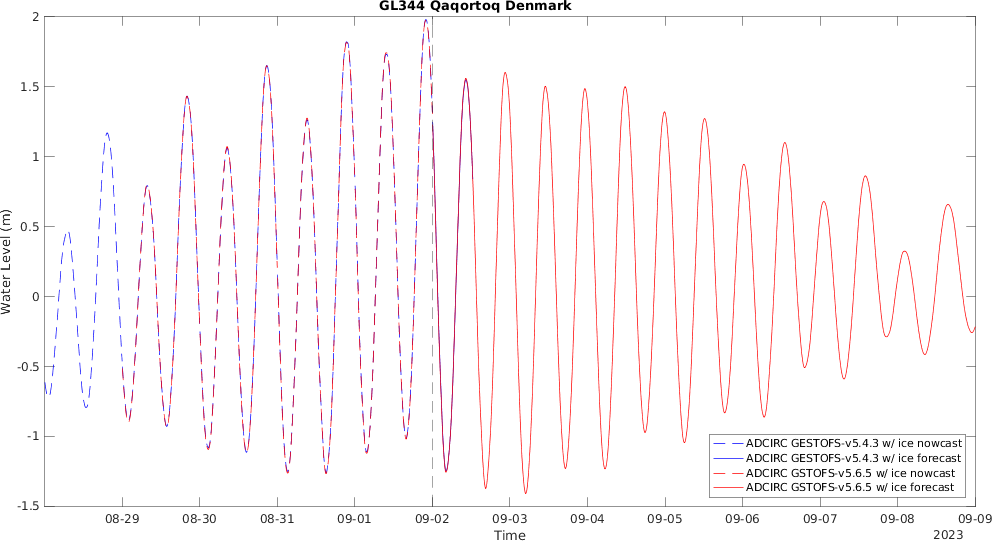 GL344 Qaqortoq Denmark
2
1.5
1
0.5
0
-0.5
-1
-1.5
Water Level (m)
ADCIRC GESTOFS-v5.4.3 w/ ice nowcast
ADCIRC GESTOFS-v5.4.3 w/ ice forecast
ADCIRC GSTOFS-v5.6.5 w/ ice nowcast
ADCIRC GSTOFS-v5.6.5 w/ ice forecast
08-29 08-30 08-31 09-01 09-02 09-03 09-04 09-05 09-06 09-07 09-08 09-09
Time
2023